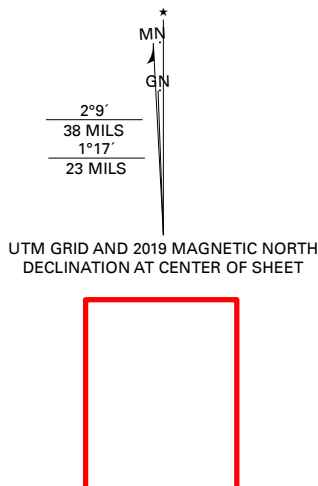 ★
MN
GN
2°9´
38 MILS
1°17´
23 MILS
UTM GRID AND 2019 MAGNETIC NORTH
DECLINATION AT CENTER OF SHEET